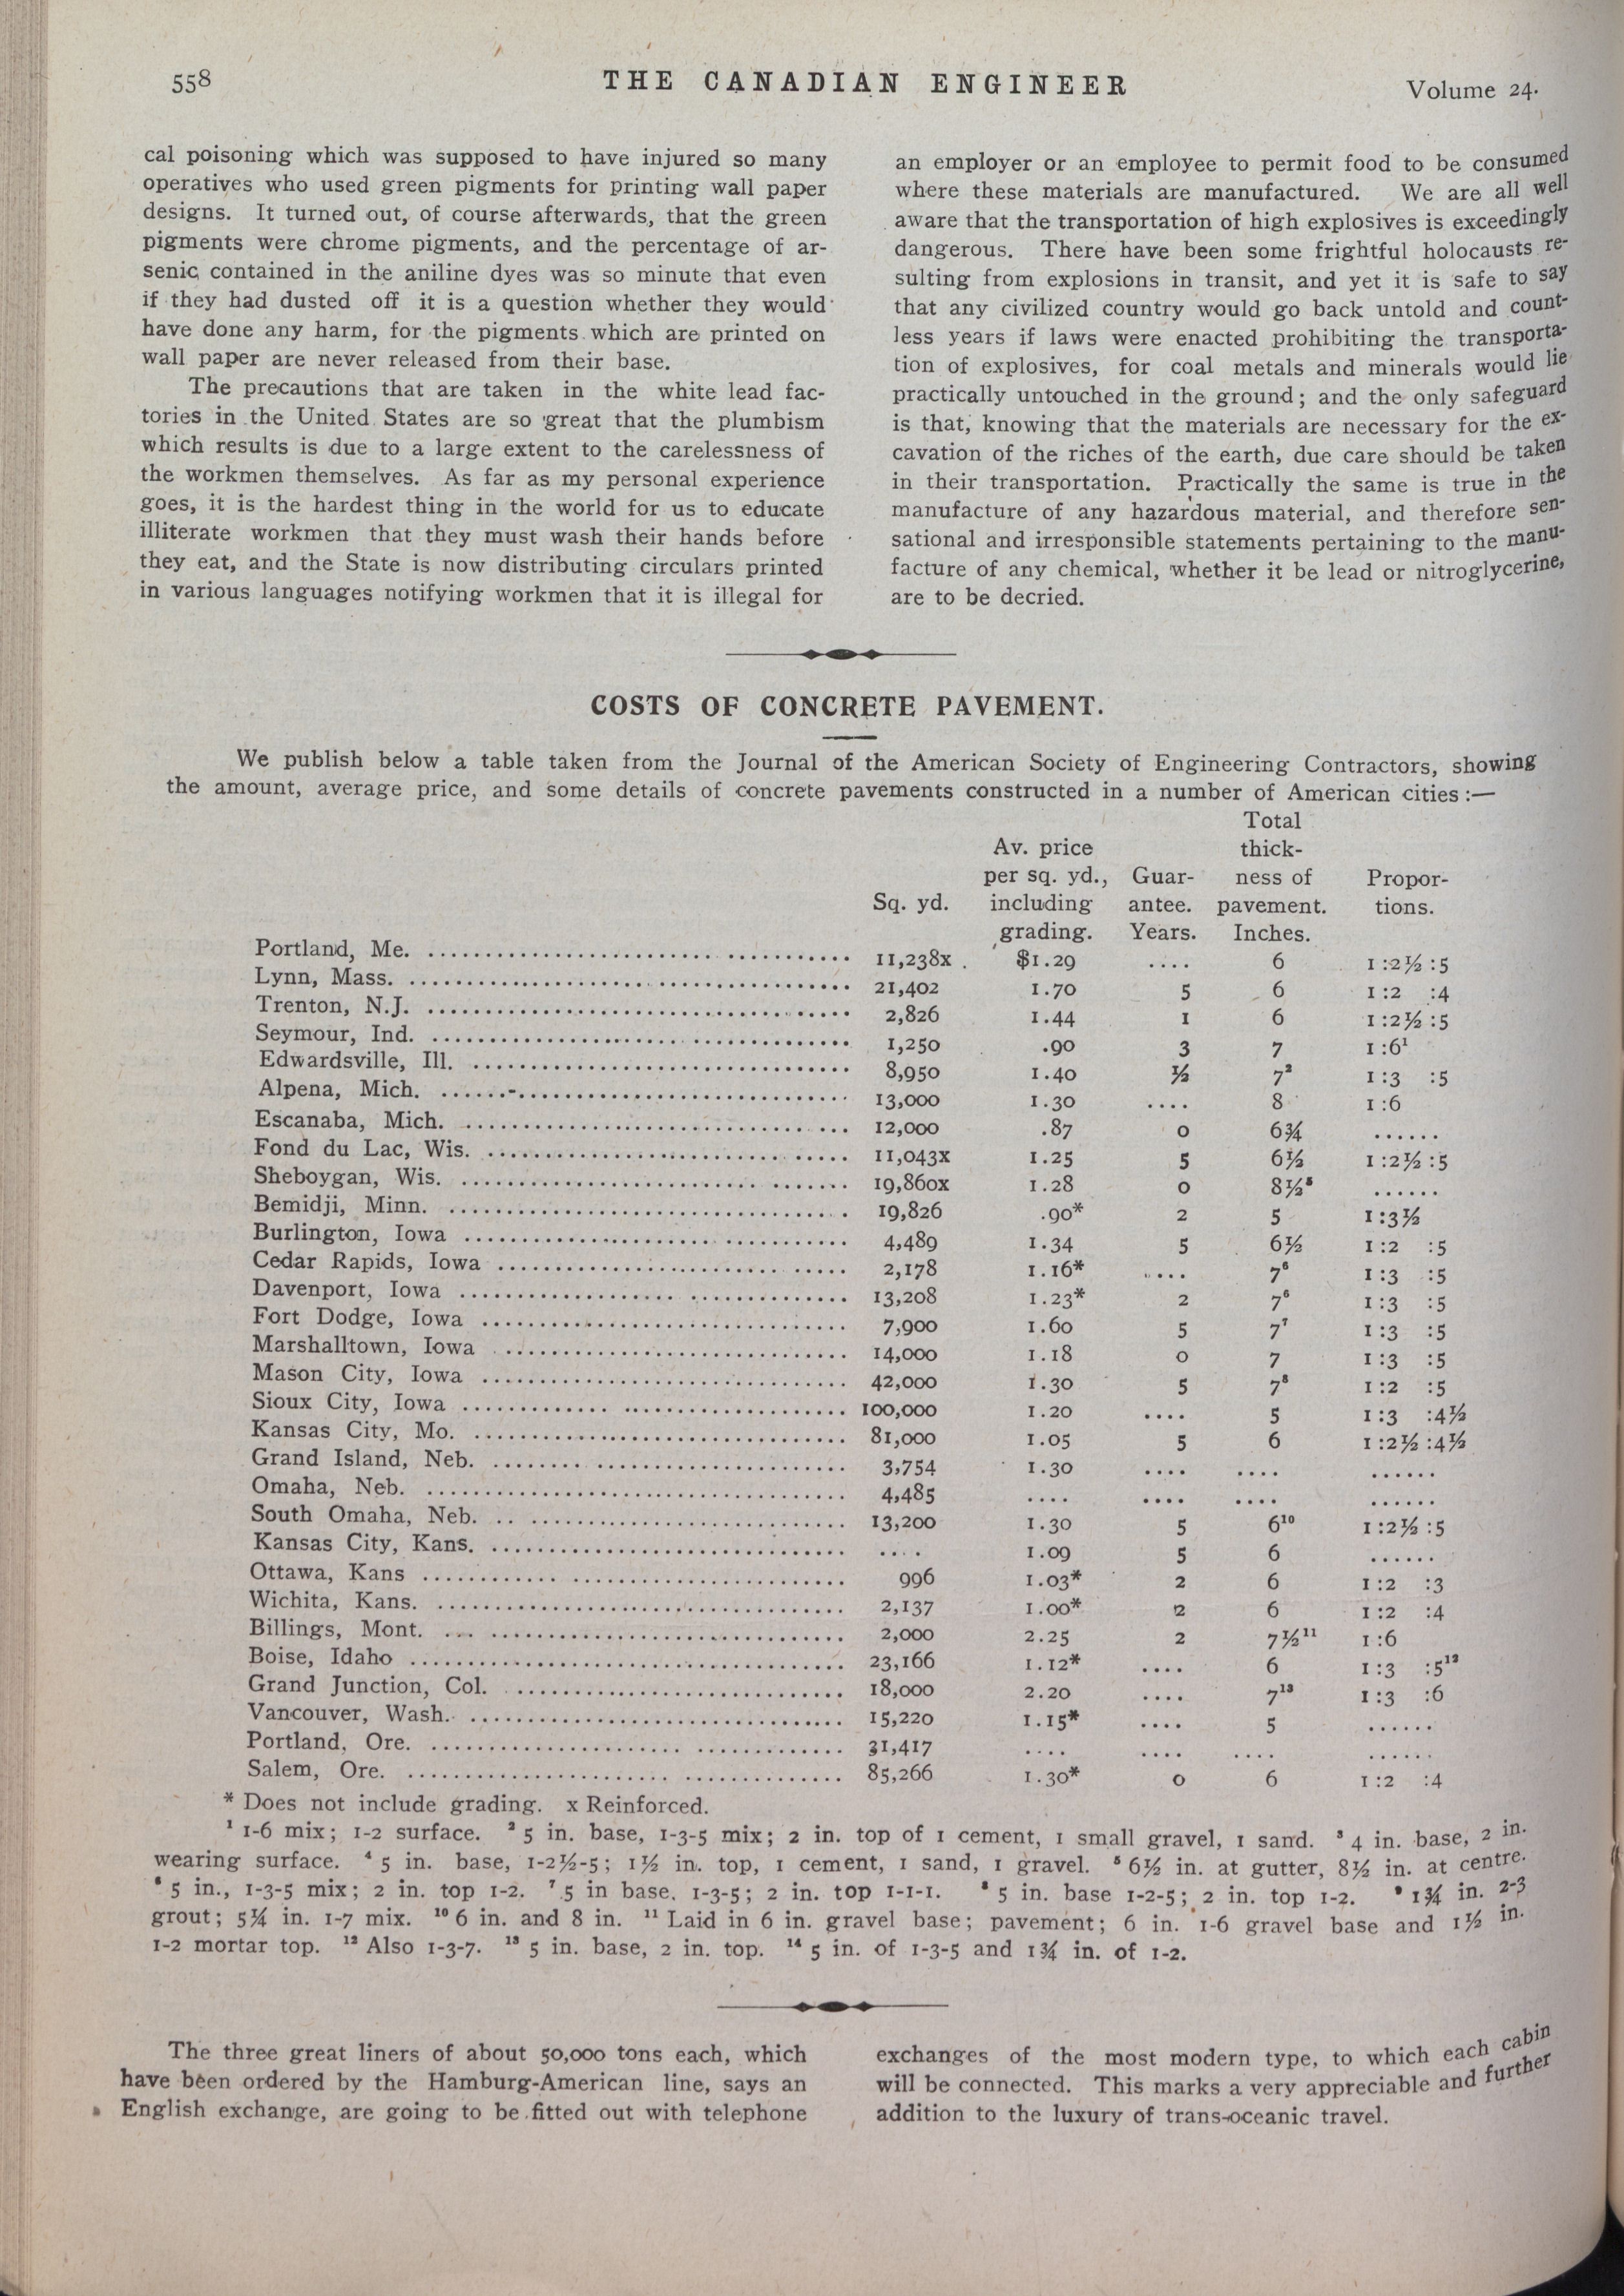 558
THE CANADIAN ENGINEER
Volume 24.
cal poisoning which was supposed to have injured so many
operatives who used green pigments for printing wall paper
designs. It turned out, of course afterwards, that the green
pigments were chrome pigments, and the percentage of ar-
senic contained in the aniline dyes was so minute that even
if they had dusted off it is a question whether they would
have done any harm, for the pigments which are printed on
wall paper are never released from their base.
The precautions that are taken in the white lead fac-
tories in the United States are so great that the plumbism
which results is due to a large extent to the carelessness of
the workmen themselves. As far as my personal experience
goes, it is the hardest thing in the world for us to educate
illiterate workmen that they must wash their hands before
they eat, and the State is now distributing circulars printed
in various languages notifying workmen that it is illegal for
an employer or an employee to permit food to be consumed
where these materials are manufactured. We are all well
aware that the transportation of high explosives is exceedingly
dangerous. There have been some frightful holocausts re-
sulting from explosions in transit, and yet it is safe to say
that any civilized country would go back untold and count-
less years if laws were enacted prohibiting the transporta-
tion of explosives, for coal metals and minerals would lie
practically untouched in the ground; and the only safeguard
is that, knowing that the materials are necessary for the ex-
cavation of the riches of the earth, due care should be taken
in their transportation. Practically the same is true in the
manufacture of any hazardous material, and therefore sen-
sational and irresponsible statements pertaining to the manu-
facture of any chemical, whether it be lead or nitroglycerine,
are to be decried.
COSTS OF CONCRETE PAVEMENT.
We publish below a table taken from the Journal of the American Society of Engineering Contractors, showing
the amount, average price, and some details of concrete pavements constructed in a number of American cities:—
Total
Av. price thick-
per sq. yd., Guar- ness of Propor-
Sq. yd. including antee. pavement. tions.
grading. Years. Inches.
Portland, Me. .......... 11,238x $1.29 .... 6 1:2½:5
Lynn, Mass. .......... 21,402 1.70 5 6 1:2 :4
Trenton, N.J. .......... 2,826 1.44 1 6 1:2½:5
Seymour, Ind. .......... 1,250 .90 3 7 1:6¹
Edwardsville, Ill. .......... 8,950 1.40 ½ 7² 1:3 :5
Alpena, Mich. .......... 13,000 1.30 .... 8 1:6
Escanaba, Mich. .......... 12,000 .87 0 6¾ ......
Fond du Lac, Wis. .......... 11,043x 1.25 5 6½ 1:2½:5
Sheboygan, Wis. .......... 19,860x 1.28 0 8½⁵ ......
Bemidji, Minn. .......... 19,826 .90* 2 5 1:3½
Burlington, Iowa .......... 4,489 1.34 5 6½ 1:2 :5
Cedar Rapids, Iowa .......... 2,178 1.16* .... 7⁶ 1:3 :5
Davenport, Iowa .......... 13,208 1.23* 2 7⁶ 1:3 :5
Fort Dodge, Iowa .......... 7,900 1.60 5 7⁷ 1:3 :5
Marshalltown, Iowa .......... 14,000 1.18 0 7 1:3 :5
Mason City, Iowa .......... 42,000 1.30 5 7⁸ 1:2 :5
Sioux City, Iowa .......... 100,000 1.20 .... 5 1:3 :4½
Kansas City, Mo. .......... 81,000 1.05 5 6 1:2½:4½
Grand Island, Neb. .......... 3,754 1.30 .... .... ......
Omaha, Neb. .......... 4,485 .... .... .... ......
South Omaha, Neb. .......... 13,200 1.30 5 6¹⁰ 1:2½:5
Kansas City, Kans. .......... .... 1.09 5 6 ......
Ottawa, Kans .......... 996 1.03* 2 6 1:2 :3
Wichita, Kans. .......... 2,137 1.00* 2 6 1:2 :4
Billings, Mont. .......... 2,000 2.25 2 7½¹¹ 1:6
Boise, Idaho .......... 23,166 1.12* .... 6 1:3 :5¹²
Grand Junction, Col. .......... 18,000 2.20 .... 7¹³ 1:3 :6
Vancouver, Wash. .......... 15,220 1.15* .... 5 ......
Portland, Ore. .......... 31,417 .... .... .... ......
Salem, Ore. .......... 85,266 1.30* 0 6 1:2 :4
* Does not include grading. x Reinforced.
¹ 1-6 mix; 1-2 surface. ² 5 in. base, 1-3-5 mix; 2 in. top of 1 cement, 1 small gravel, 1 sand. ³ 4 in. base, 2 in.
wearing surface. ⁴ 5 in. base, 1-2½-5; 1½ in. top, 1 cement, 1 sand, 1 gravel. ⁵ 6½ in. at gutter, 8½ in. at centre.
⁶ 5 in., 1-3-5 mix; 2 in. top 1-2. ⁷ 5 in base. 1-3-5; 2 in. top 1-1-1. ⁸ 5 in. base 1-2-5; 2 in. top 1-2. ⁹ 1¾ in. 2-3
grout; 5¼ in. 1-7 mix. ¹⁰ 6 in. and 8 in. ¹¹ Laid in 6 in. gravel base; pavement; 6 in. 1-6 gravel base and 1½ in.
1-2 mortar top. ¹² Also 1-3-7. ¹³ 5 in. base, 2 in. top. ¹⁴ 5 in. of 1-3-5 and 1¾ in. of 1-2.
The three great liners of about 50,000 tons each, which
have been ordered by the Hamburg-American line, says an
English exchange, are going to be fitted out with telephone
exchanges of the most modern type, to which each cabin
will be connected. This marks a very appreciable and further
addition to the luxury of trans-oceanic travel.